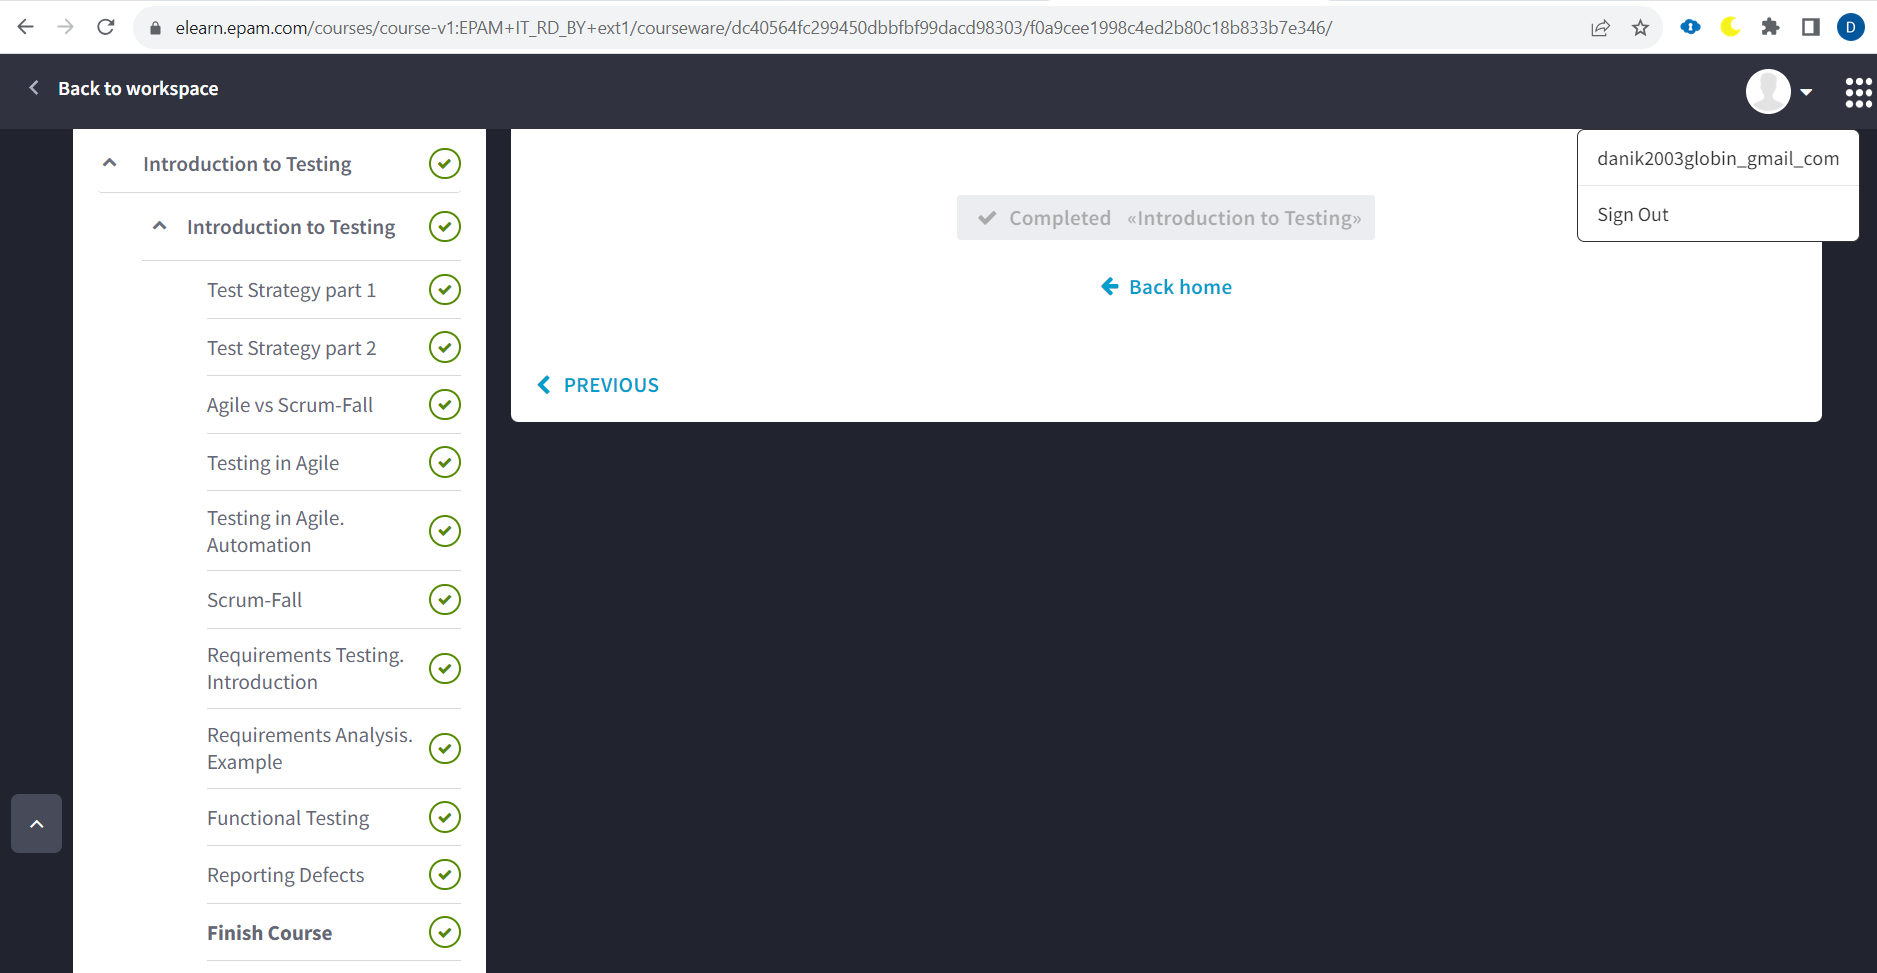 elearn.epam.com/courses/course-v1:EPAM+IT_RD_BY+ext1/courseware/dc40564fc299450dbbfbf99dacd98303/f0a9cee1998c4ed2b80c18b833b7e346/
D
Back to workspace
danik2003globin_gmail_com
Sign Out
Introduction to Testing
Introduction to Testing
Test Strategy part 1
Test Strategy part 2
Agile vs Scrum-Fall
Testing in Agile
Testing in Agile.
Automation
Scrum-Fall
Requirements Testing.
Introduction
Requirements Analysis.
Example
Functional Testing
Reporting Defects
Finish Course
Completed «Introduction to Testing»
Back home
PREVIOUS